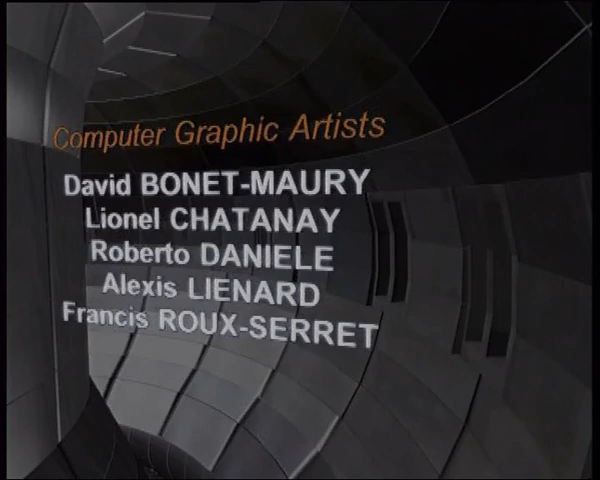 Computer Graphic Artists
David BONET-MAURY
Lionel CHATANAY
Roberto DANIELE
Alexis LIENARD
Francis ROUX-SERRET